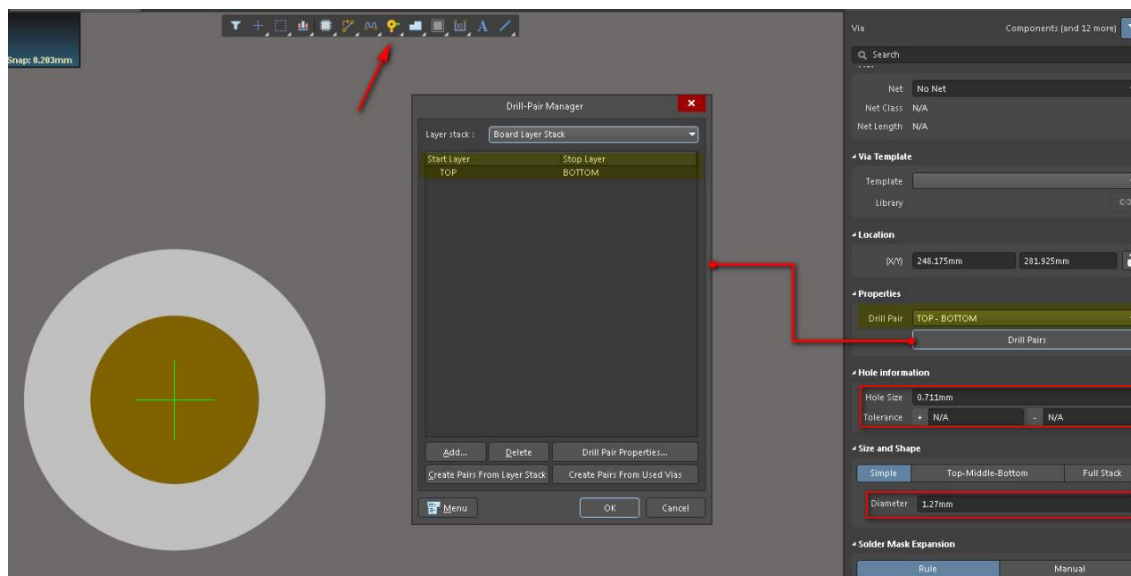 Snap: 0.203mm
A
Drill-Pair Manager
Layer stack : Board Layer Stack
Start Layer Stop Layer
TOP BOTTOM
Add... Delete Drill Pair Properties...
Create Pairs From Layer Stack Create Pairs From Used Vias
Menu OK Cancel
Via Components (and 12 more)
Search
Net No Net
Net Class N/A
Net Length N/A
Via Template
Template
Library
Location
(X/Y) 248.175mm 281.925mm
Properties
Drill Pair TOP - BOTTOM
Drill Pairs
Hole information
Hole Size 0.711mm
Tolerance + N/A - N/A
Size and Shape
Simple Top-Middle-Bottom Full Stack
Diameter 1.27mm
Solder Mask Expansion
Rule Manual